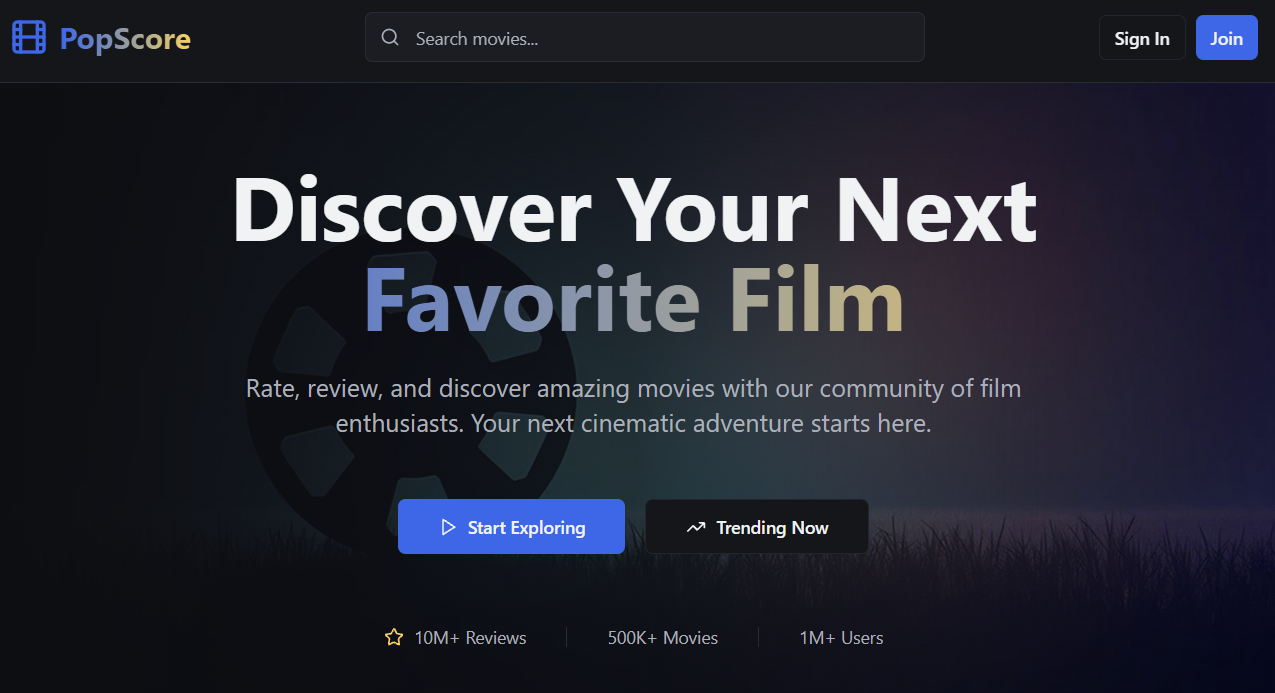 PopScore
Search movies...
Sign In
Join
Discover Your Next
Favorite Film
Rate, review, and discover amazing movies with our community of film
enthusiasts. Your next cinematic adventure starts here.
Start Exploring
Trending Now
10M+ Reviews
500K+ Movies
1M+ Users